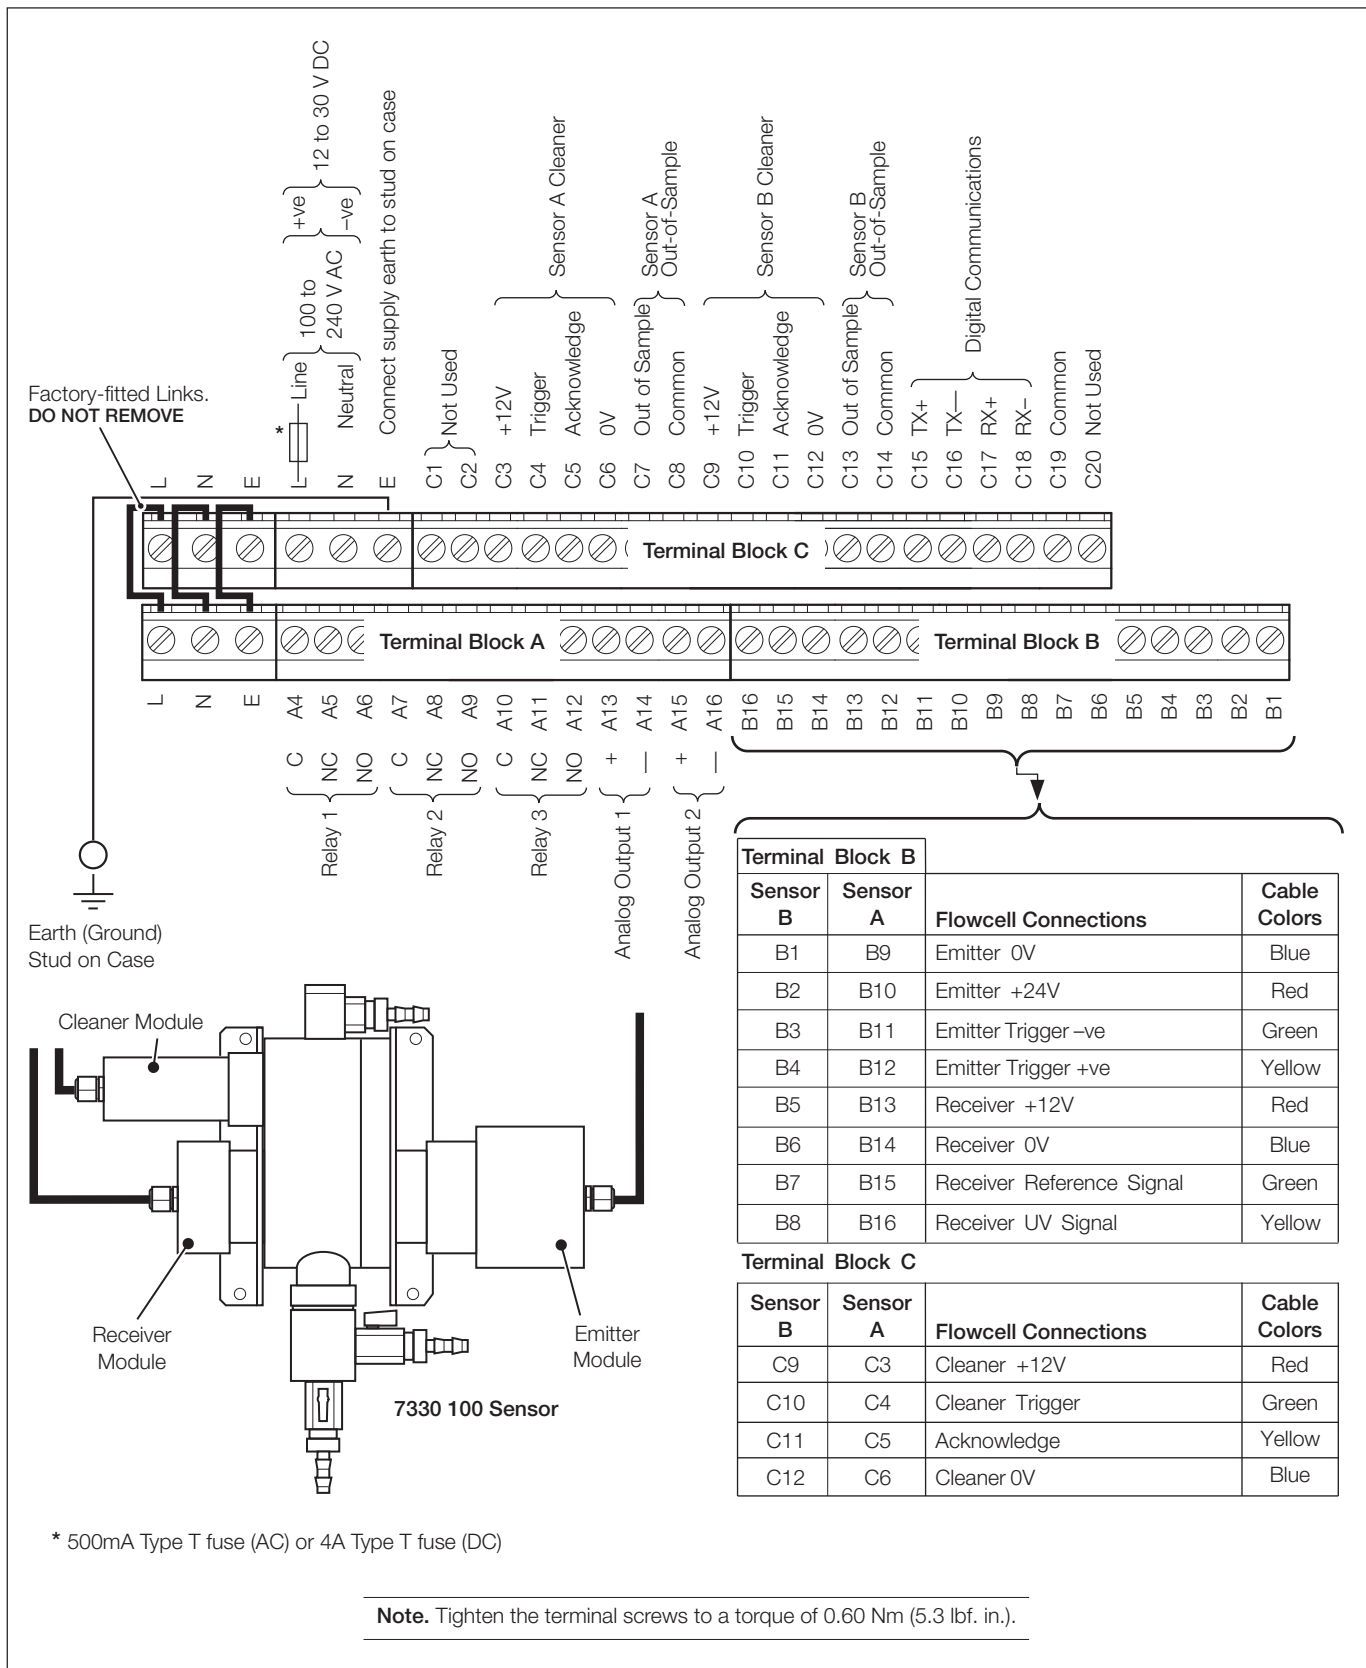 12 to 30 V DC
+ve
–ve
100 to
240 V AC
Line
Neutral
Connect supply earth to stud on case
*
Not Used
Sensor A Cleaner
+12V
Trigger
Acknowledge
0V
Sensor A
Out-of-Sample
Out of Sample
Common
Sensor B Cleaner
+12V
Trigger
Acknowledge
0V
Sensor B
Out-of-Sample
Out of Sample
Common
Digital Communications
TX+
TX—
RX+
RX–
Common
Not Used
Factory-fitted Links.
DO NOT REMOVE
L N E L N E C1 C2 C3 C4 C5 C6 C7 C8 C9 C10 C11 C12 C13 C14 C15 C16 C17 C18 C19 C20
Terminal Block C
Terminal Block A
Terminal Block B
L N E A4 A5 A6 A7 A8 A9 A10 A11 A12 A13 A14 A15 A16 B16 B15 B14 B13 B12 B11 B10 B9 B8 B7 B6 B5 B4 B3 B2 B1
C NC NO C NC NO C NC NO + — + —
Relay 1
Relay 2
Relay 3
Analog Output 1
Analog Output 2
Earth (Ground)
Stud on Case
Cleaner Module
Receiver
Module
Emitter
Module
7330 100 Sensor
Terminal Block B
Sensor B Sensor A Flowcell Connections Cable Colors
B1 B9 Emitter 0V Blue
B2 B10 Emitter +24V Red
B3 B11 Emitter Trigger –ve Green
B4 B12 Emitter Trigger +ve Yellow
B5 B13 Receiver +12V Red
B6 B14 Receiver 0V Blue
B7 B15 Receiver Reference Signal Green
B8 B16 Receiver UV Signal Yellow
Terminal Block C
Sensor B Sensor A Flowcell Connections Cable Colors
C9 C3 Cleaner +12V Red
C10 C4 Cleaner Trigger Green
C11 C5 Acknowledge Yellow
C12 C6 Cleaner 0V Blue
* 500mA Type T fuse (AC) or 4A Type T fuse (DC)
Note. Tighten the terminal screws to a torque of 0.60 Nm (5.3 lbf. in.).